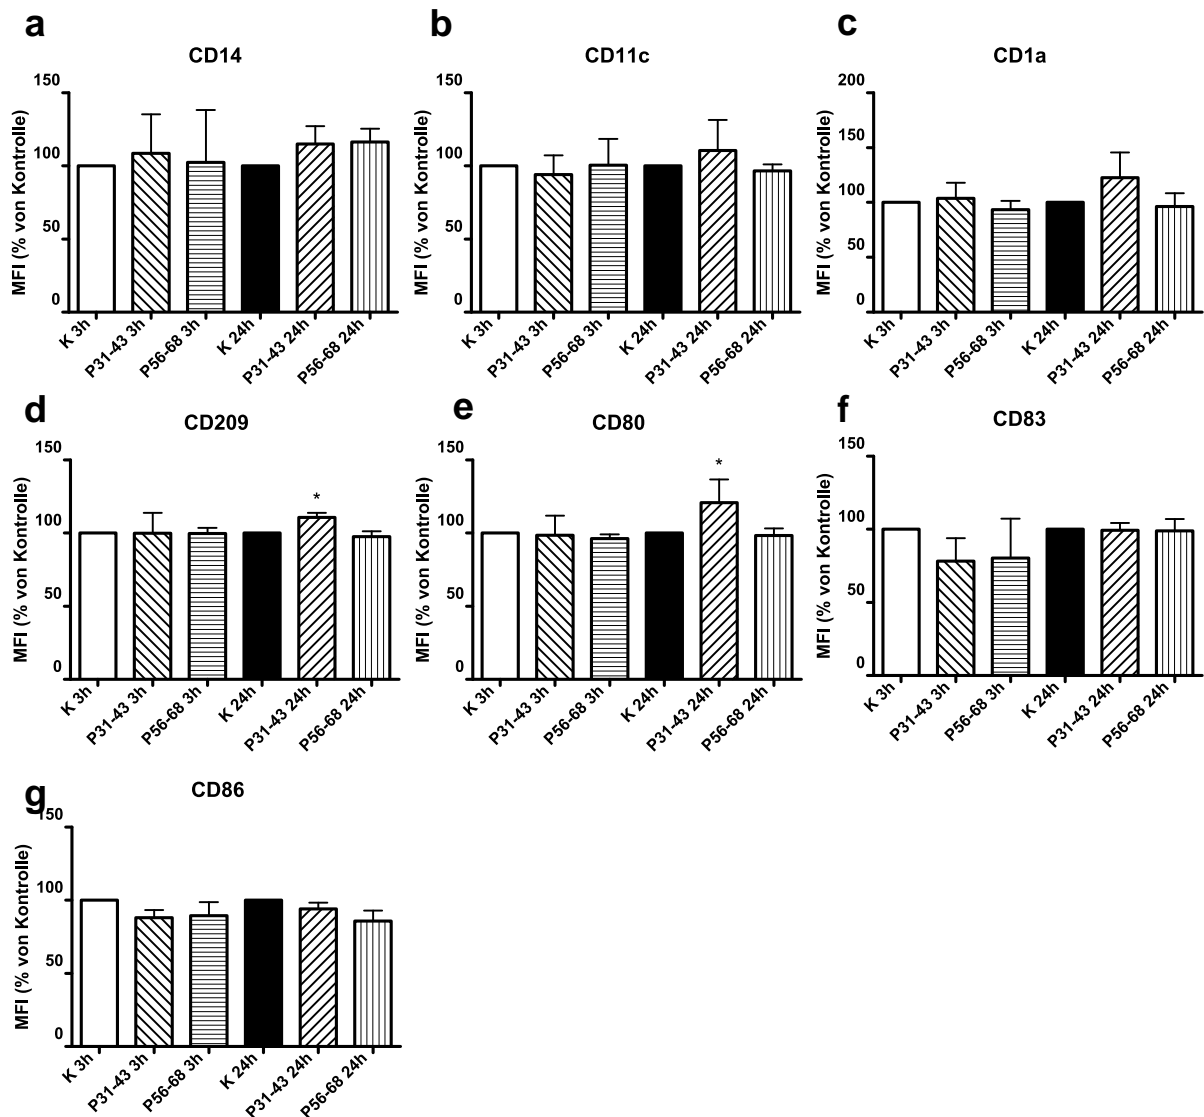 a
CD14
MFI (% von Kontrolle)
150
100
50
0
K 3h
P31-43 3h
P56-68 3h
K 24h
P31-43 24h
P56-68 24h
b
CD11c
MFI (% von Kontrolle)
150
100
50
0
K 3h
P31-43 3h
P56-68 3h
K 24h
P31-43 24h
P56-68 24h
c
CD1a
MFI (% von Kontrolle)
200
150
100
50
0
K 3h
P31-43 3h
P56-68 3h
K 24h
P31-43 24h
P56-68 24h
d
CD209
MFI (% von Kontrolle)
150
100
50
0
*
K 3h
P31-43 3h
P56-68 3h
K 24h
P31-43 24h
P56-68 24h
e
CD80
MFI (% von Kontrolle)
150
100
50
0
*
K 3h
P31-43 3h
P56-68 3h
K 24h
P31-43 24h
P56-68 24h
f
CD83
MFI (% von Kontrolle)
150
100
50
0
K 3h
P31-43 3h
P56-68 3h
K 24h
P31-43 24h
P56-68 24h
g
CD86
MFI (% von Kontrolle)
150
100
50
0
K 3h
P31-43 3h
P56-68 3h
K 24h
P31-43 24h
P56-68 24h